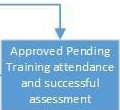 Approved Pending
Training attendance
and successful
assessment